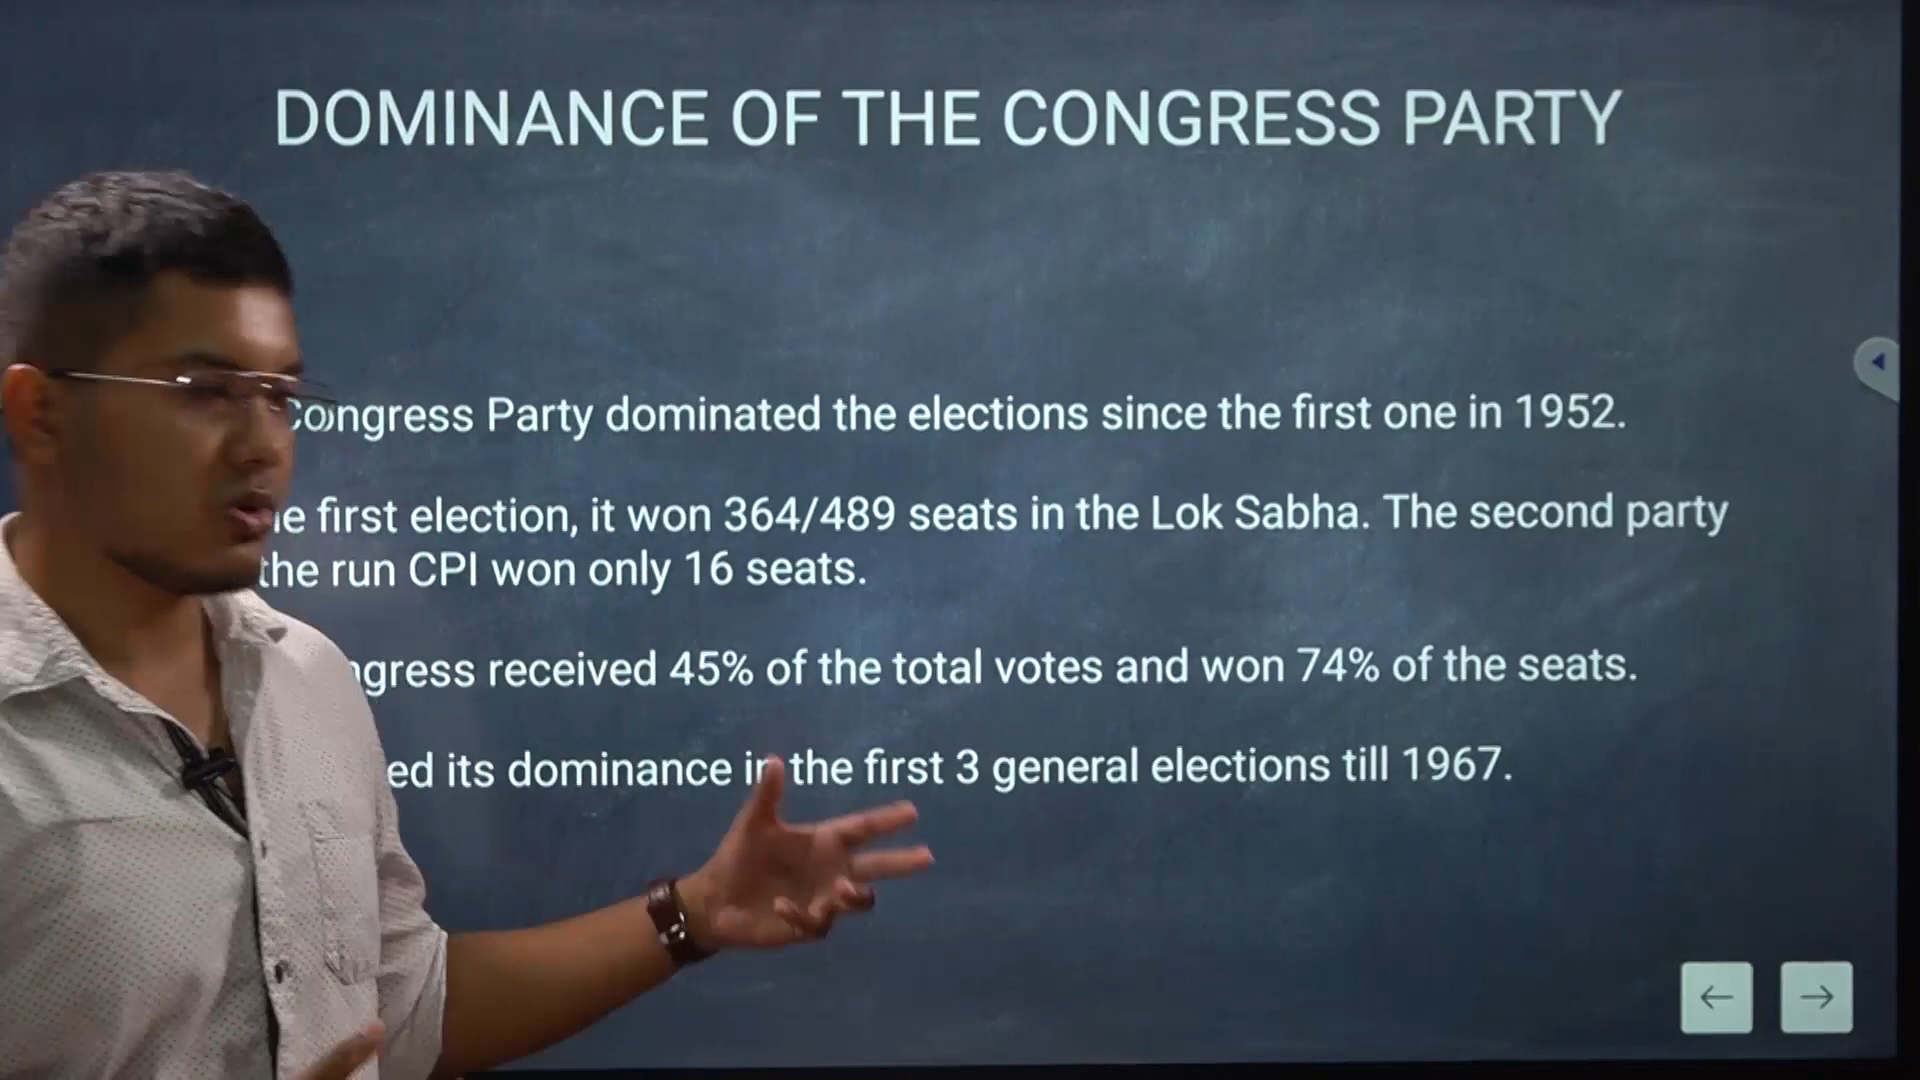 DOMINANCE OF THE CONGRESS PARTY
Congress Party dominated the elections since the first one in 1952.
first election, it won 364/489 seats in the Lok Sabha. The second party
the run CPI won only 16 seats.
received 45% of the total votes and won 74% of the seats.
its dominance in the first 3 general elections till 1967.